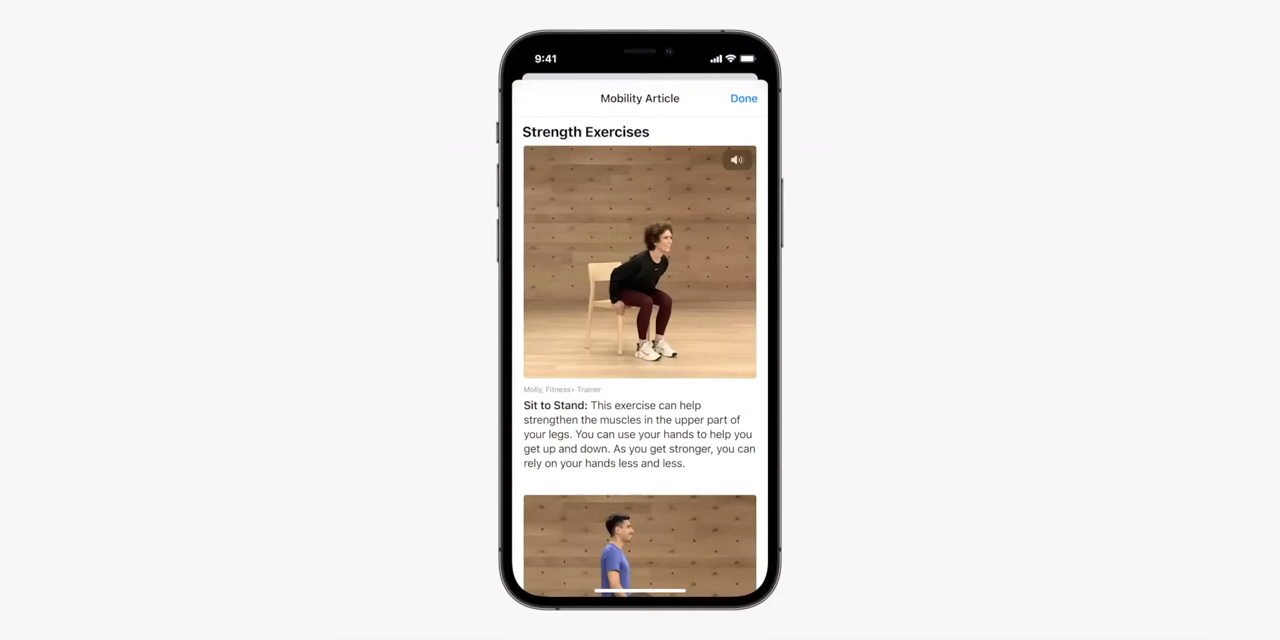 9:41
Mobility Article
Done
Strength Exercises
Molly, Fitness+ Trainer
Sit to Stand: This exercise can help
strengthen the muscles in the upper part of
your legs. You can use your hands to help you
get up and down. As you get stronger, you can
rely on your hands less and less.